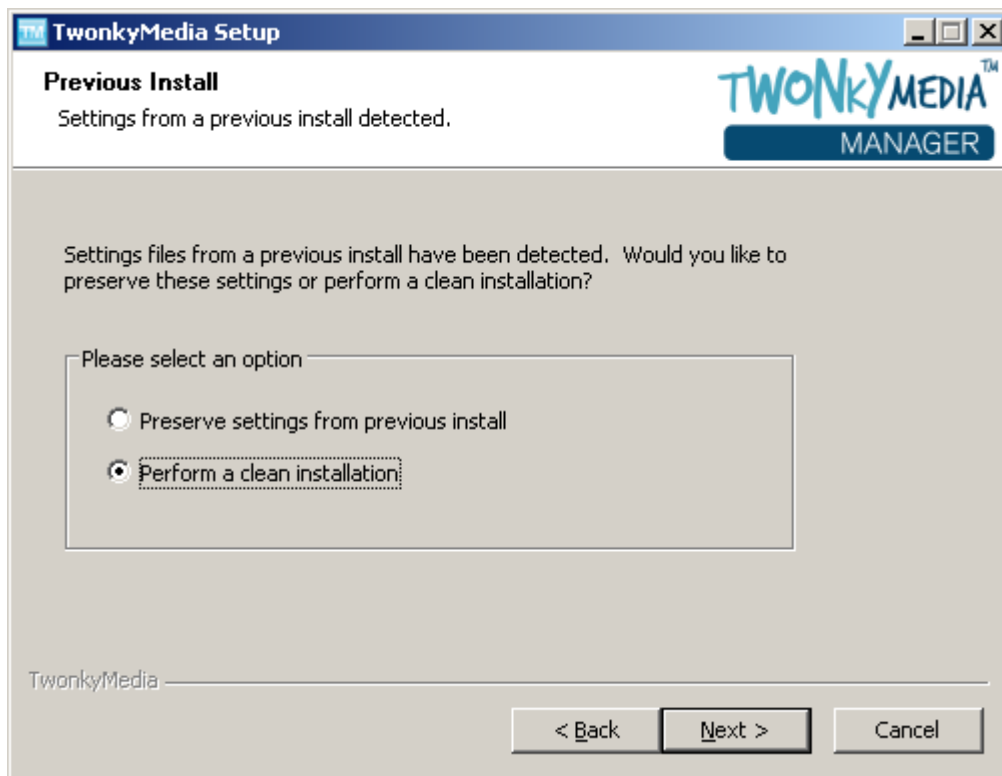 TM TwonkyMedia Setup
Previous Install
Settings from a previous install detected.
TWONKYMEDIA™
MANAGER
Settings files from a previous install have been detected.  Would you like to
preserve these settings or perform a clean installation?
Please select an option
Preserve settings from previous install
Perform a clean installation
TwonkyMedia
< Back
Next >
Cancel